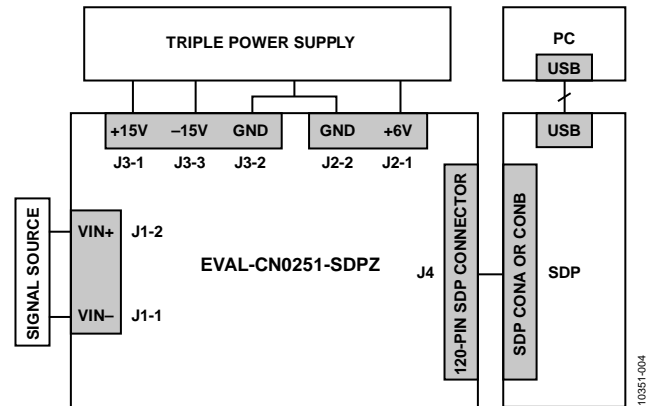 TRIPLE POWER SUPPLY
PC
USB
+15V
–15V
GND
GND
+6V
USB
J3-1
J3-3
J3-2
J2-2
J2-1
SIGNAL SOURCE
VIN+
J1-2
VIN–
J1-1
EVAL-CN0251-SDPZ
J4
120-PIN SDP CONNECTOR
SDP CONA OR CONB
SDP
10351-004